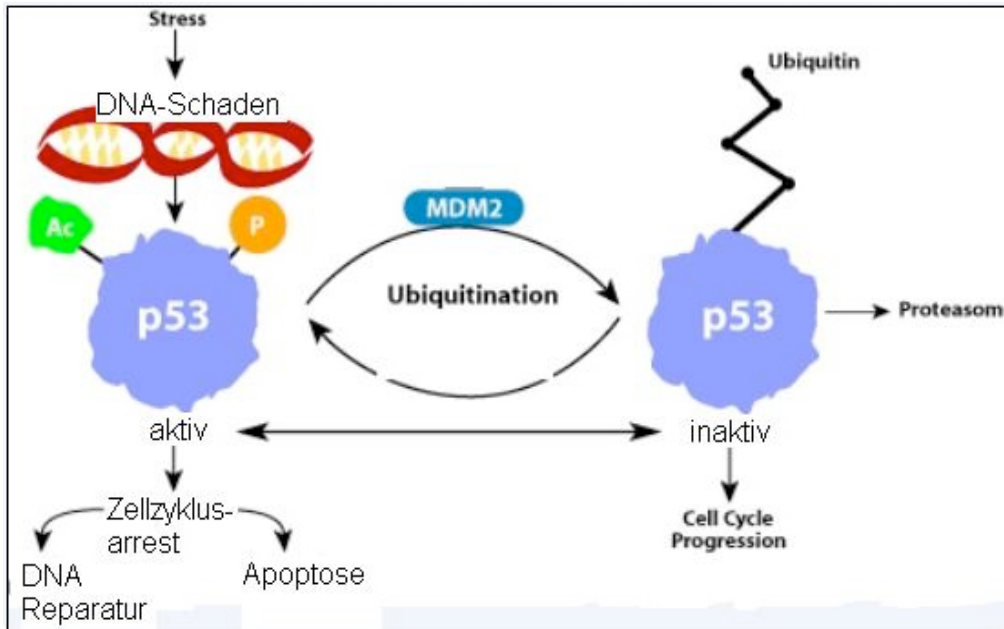 Stress
DNA-Schaden
Ubiquitin
Ac
P
MDM2
Ubiquitination
p53
p53
Proteasom
aktiv
inaktiv
Zellzyklus-
arrest
Cell Cycle
Progression
DNA
Reparatur
Apoptose